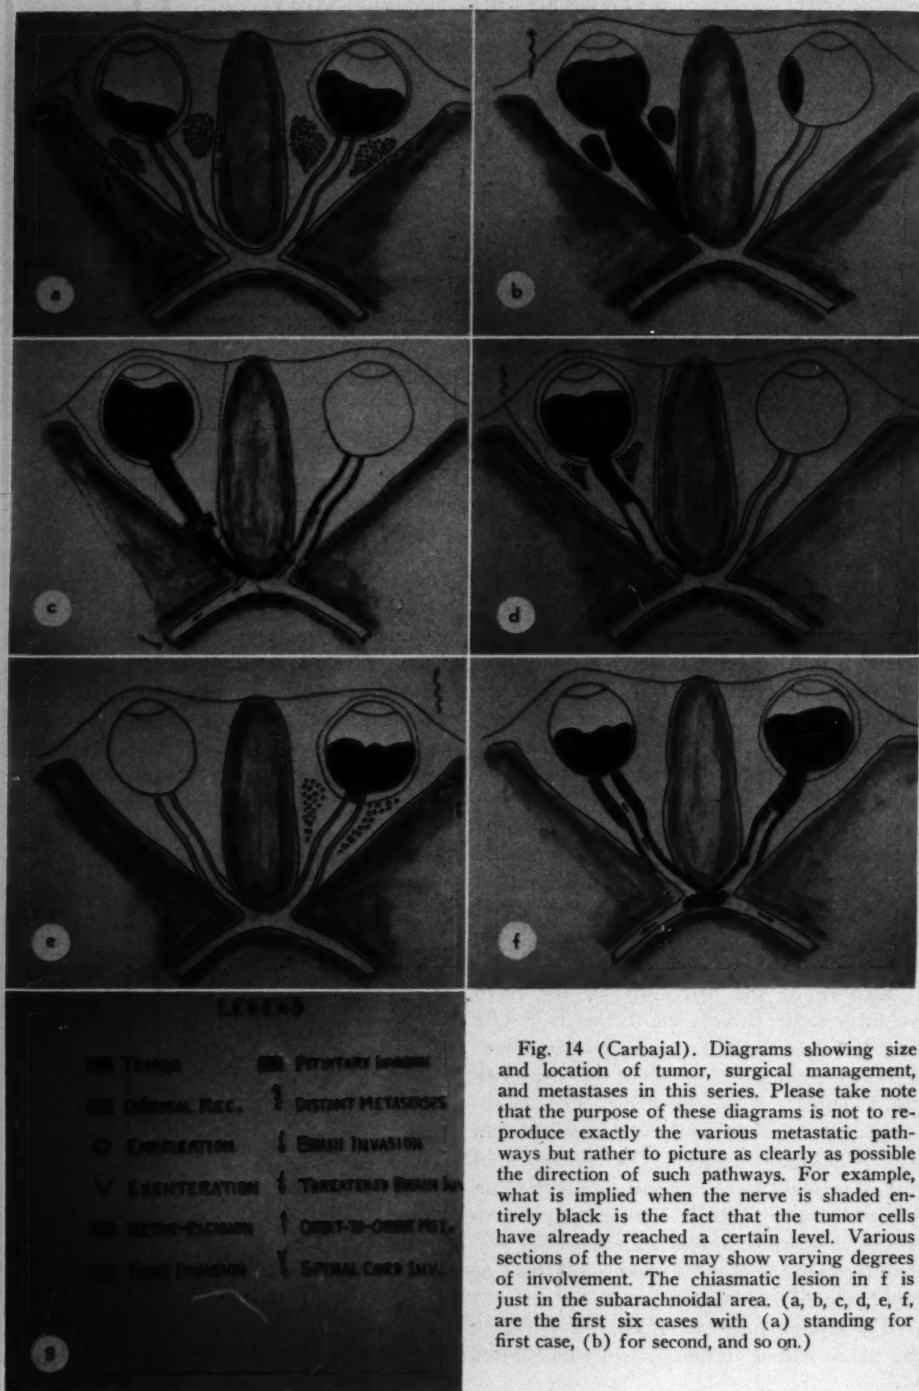 a
b
c
d
e
f
LEGEND
TUMOR
PITUITARY INVASION
ORBITAL REC.
DISTANT METASTASES
ENUCLEATION
BRAIN INVASION
EXENTERATION
THREATENED BRAIN INV
NERVE-EXCISION
ORBIT-TO-ORBIT MET.
BONE INVASION
SPINAL CORD INV.
g
Fig. 14 (Carbajal). Diagrams showing size
and location of tumor, surgical management,
and metastases in this series. Please take note
that the purpose of these diagrams is not to re-
produce exactly the various metastatic path-
ways but rather to picture as clearly as possible
the direction of such pathways. For example,
what is implied when the nerve is shaded en-
tirely black is the fact that the tumor cells
have already reached a certain level. Various
sections of the nerve may show varying degrees
of involvement. The chiasmatic lesion in f is
just in the subarachnoidal area. (a, b, c, d, e, f,
are the first six cases with (a) standing for
first case, (b) for second, and so on.)